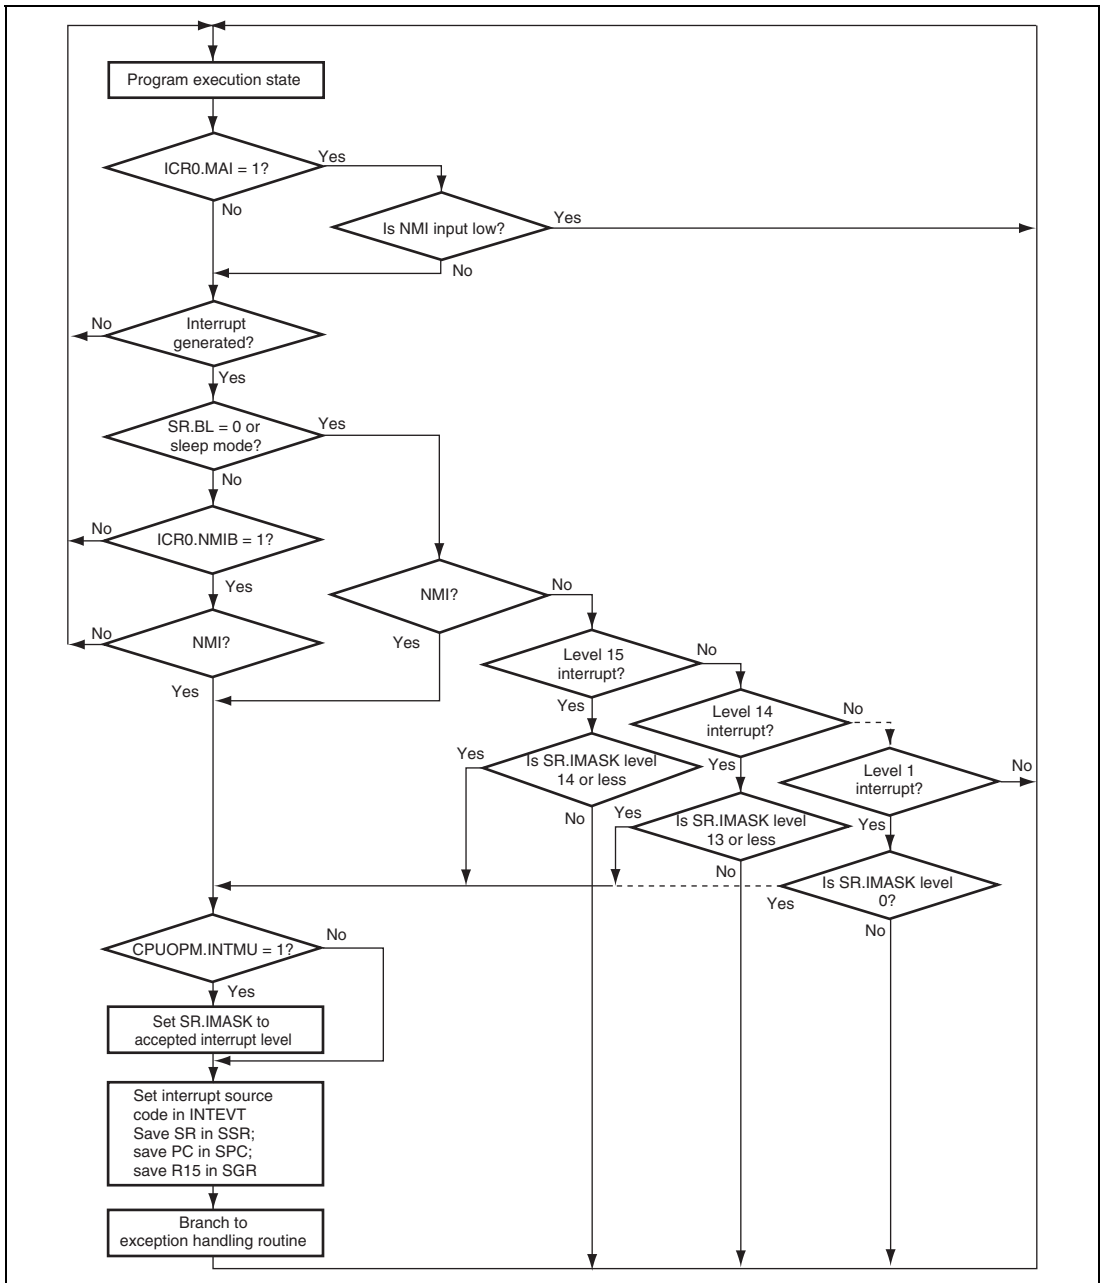 Program execution state
ICR0.MAI = 1?
Yes
No
Is NMI input low?
Yes
No
Interrupt
generated?
No
Yes
SR.BL = 0 or
sleep mode?
Yes
No
ICR0.NMIB = 1?
No
Yes
NMI?
No
Yes
NMI?
No
Yes
Level 15
interrupt?
No
Yes
Level 14
interrupt?
No
Yes
Level 1
interrupt?
No
Yes
Is SR.IMASK level
14 or less
Yes
No
Is SR.IMASK level
13 or less
Yes
No
Is SR.IMASK level
0?
Yes
No
CPUOPM.INTMU = 1?
No
Yes
Set SR.IMASK to
accepted interrupt level
Set interrupt source
code in INTEVT
Save SR in SSR;
save PC in SPC;
save R15 in SGR
Branch to
exception handling routine